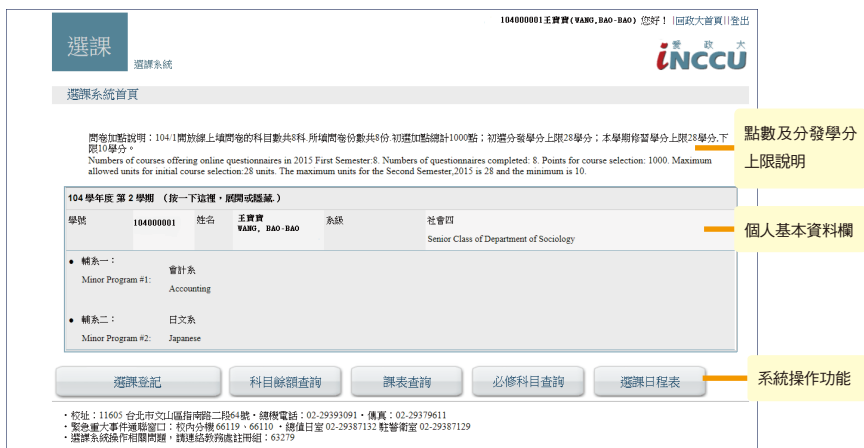 104000001王寶寶(WANG,BAO-BAO) 您好！ |回政大首頁||登出
選課
選課系統
愛 政 大
iNCCU
選課系統首頁
問卷加點說明：104/1開放線上填問卷的科目數共8科.所填問卷份數共8份.初選加點總計1000點；初選分發學分上限28學分；本學期修習學分上限28學分,下
限10學分。
Numbers of courses offering online questionnaires in 2015 First Semester:8. Numbers of questionnaires completed: 8. Points for course selection: 1000. Maximum
allowed units for initial course selection:28 units. The maximum units for the Second Semester,2015 is 28 and the minimum is 10.
點數及分發學分
上限說明
104 學年度 第 2 學期 （按一下這裡，展開或隱藏.）
學號 104000001 姓名 王寶寶 系級 社會四
WANG, BAO-BAO
Senior Class of Department of Sociology
個人基本資料欄
● 輔系一： 會計系
Minor Program #1: Accounting
● 輔系二： 日文系
Minor Program #2: Japanese
選課登記 科目餘額查詢 課表查詢 必修科目查詢 選課日程表
系統操作功能
・校址：11605 台北市文山區指南路二段64號・總機電話：02-29393091・傳真：02-29379611
・緊急重大事件通聯窗口：校內分機 66119、66110 ・總值日室 02-29387132 駐警衛室 02-29387129
・選課系統操作相關問題，請連絡教務處註冊組：63279